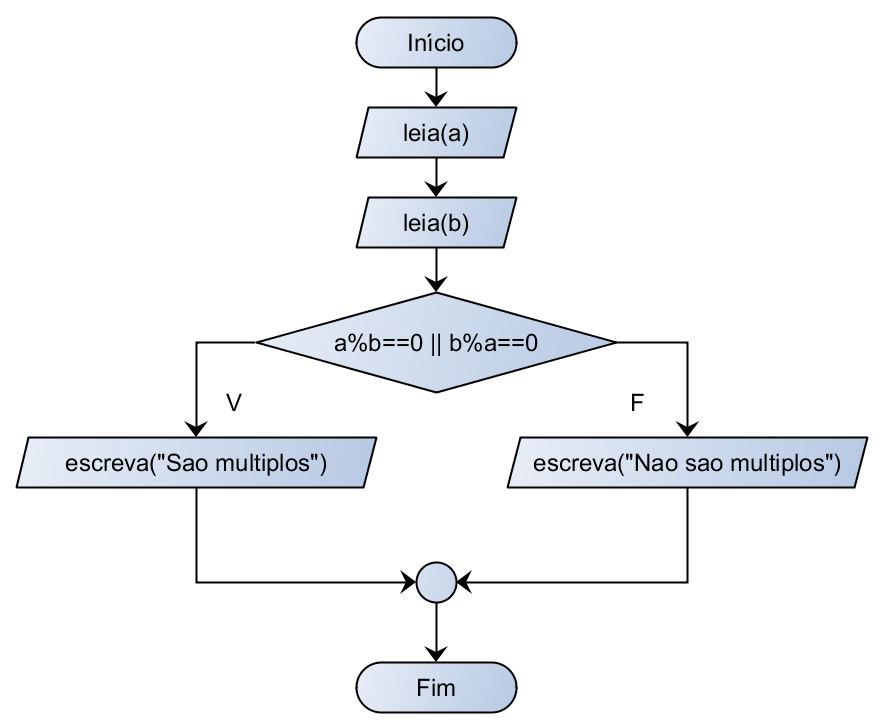 Início
leia(a)
leia(b)
a%b==0 || b%a==0
V
F
escreva("Sao multiplos")
escreva("Nao sao multiplos")
Fim